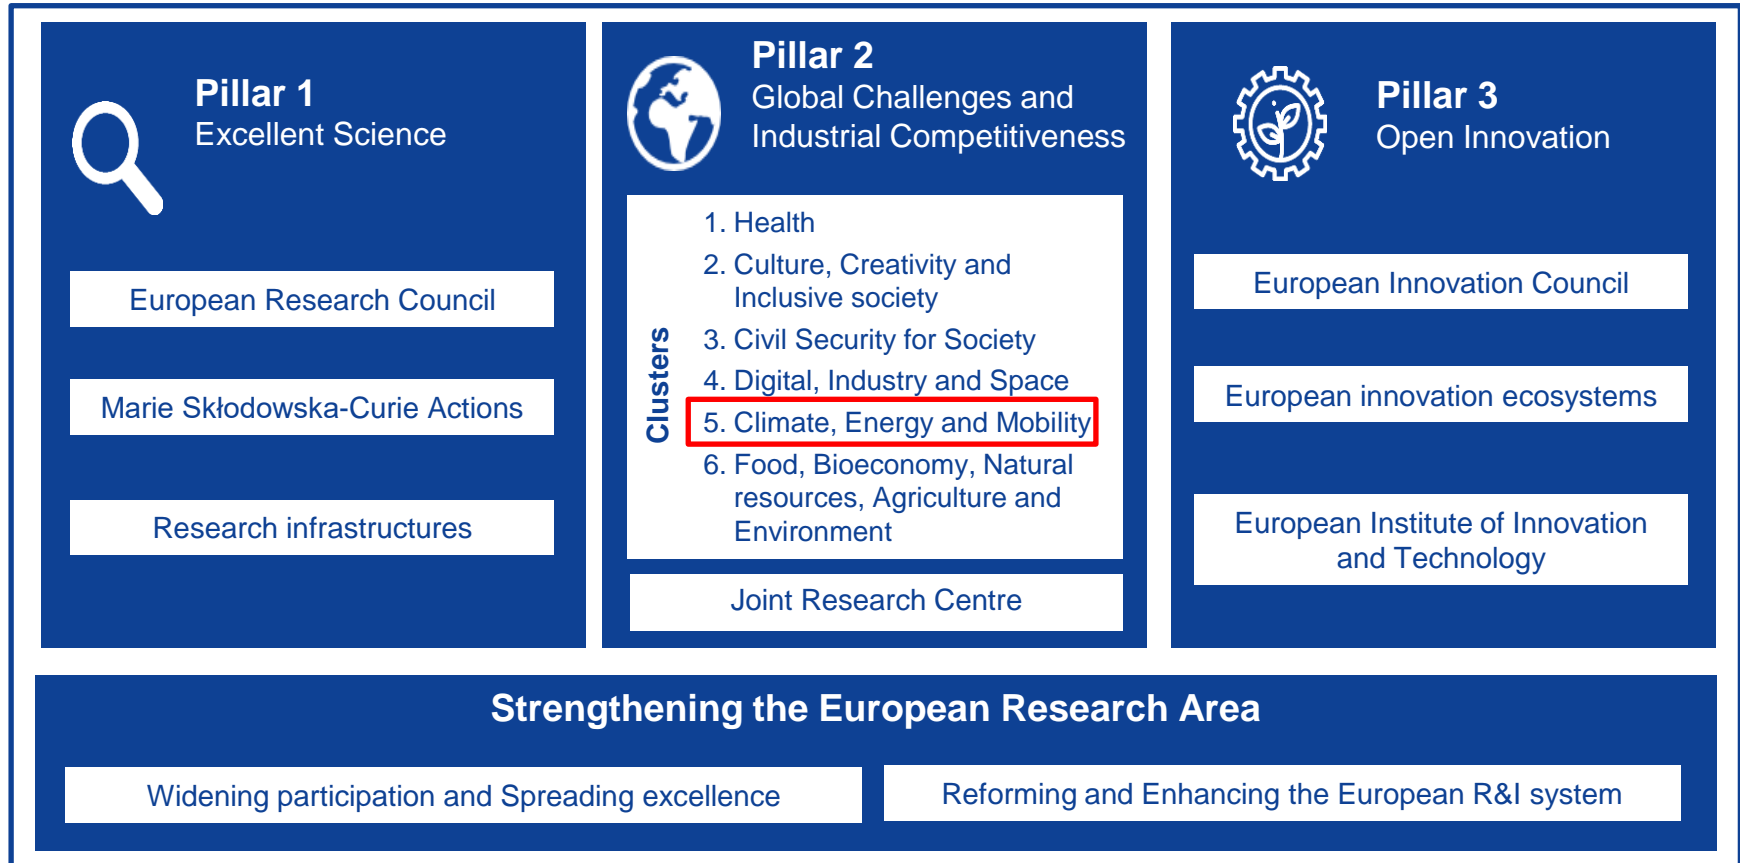 Pillar 1
Excellent Science
European Research Council
Marie Skłodowska-Curie Actions
Research infrastructures
Pillar 2
Global Challenges and
Industrial Competitiveness
Clusters
1. Health
2. Culture, Creativity and
Inclusive society
3. Civil Security for Society
4. Digital, Industry and Space
5. Climate, Energy and Mobility
6. Food, Bioeconomy, Natural
resources, Agriculture and
Environment
Joint Research Centre
Pillar 3
Open Innovation
European Innovation Council
European innovation ecosystems
European Institute of Innovation
and Technology
Strengthening the European Research Area
Widening participation and Spreading excellence
Reforming and Enhancing the European R&I system